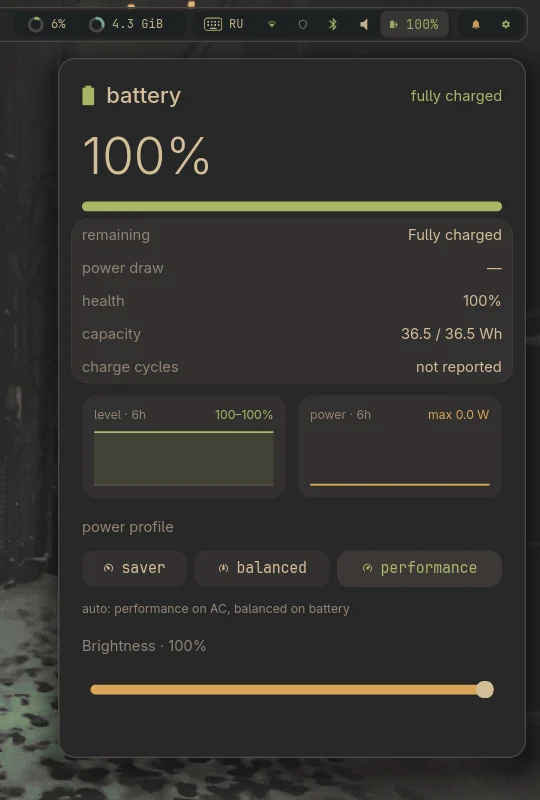 6% 4.3 GiB RU 100%
battery fully charged
100%
remaining Fully charged
power draw —
health 100%
capacity 36.5 / 36.5 Wh
charge cycles not reported
level · 6h 100–100% power · 6h max 0.0 W
power profile
saver balanced performance
auto: performance on AC, balanced on battery
Brightness · 100%